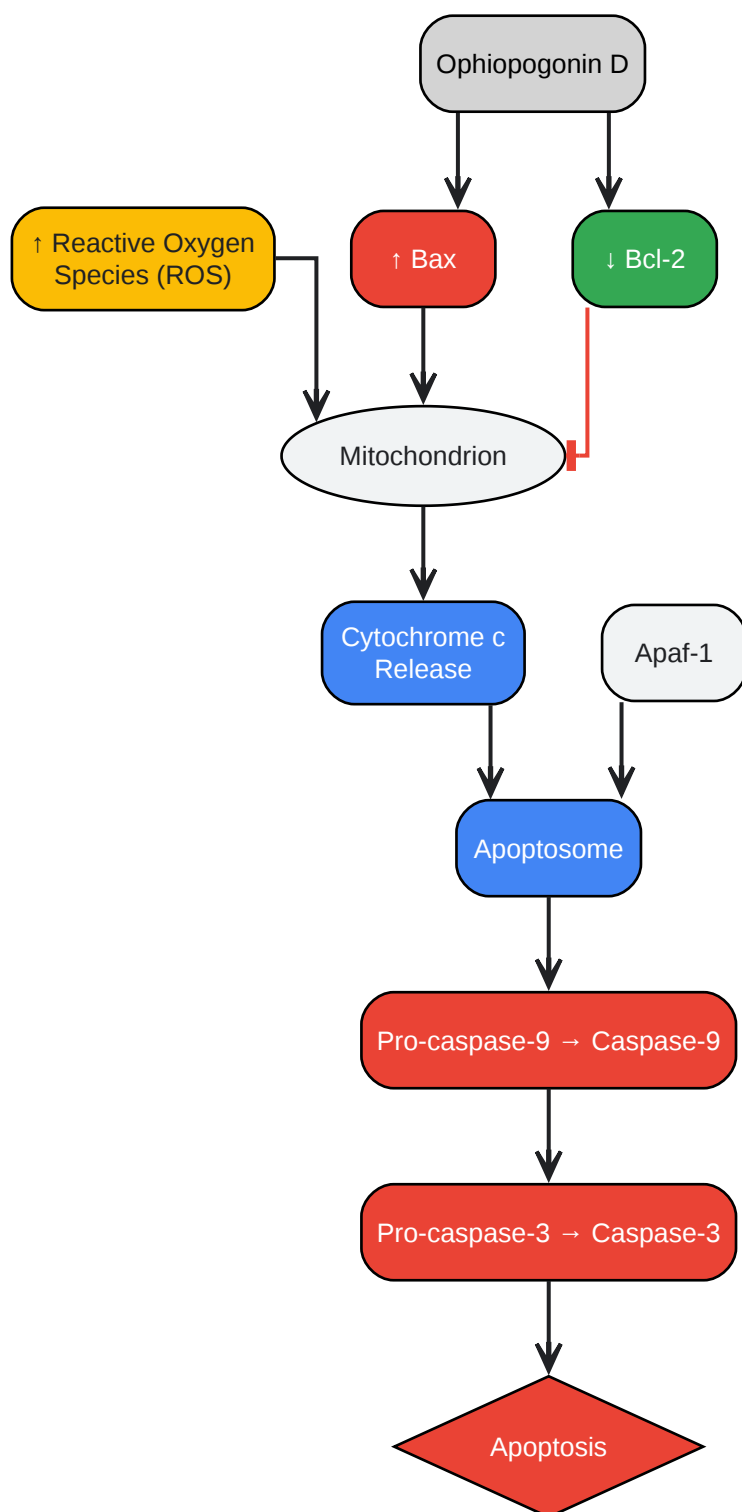 Ophiopogonin D
↑ Reactive Oxygen
Species (ROS)
↑ Bax
↓ Bcl-2
Mitochondrion
Cytochrome c
Release
Apaf-1
Apoptosome
Pro-caspase-9 → Caspase-9
Pro-caspase-3 → Caspase-3
Apoptosis